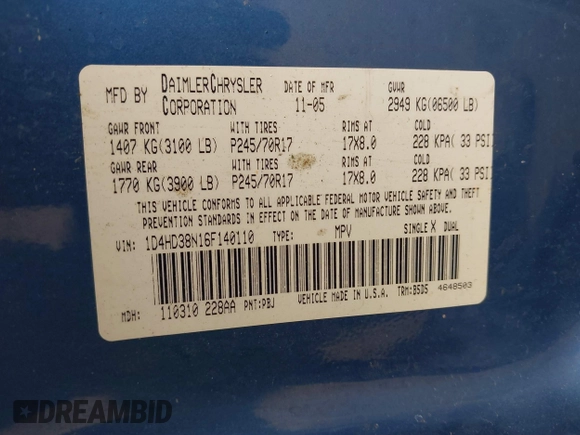 MFD BY DAIMLERCHRYSLER CORPORATION DATE OF MFR 11-05 GVWR 2949 KG(06500 LB)
GAWR FRONT WITH TIRES RIMS AT COLD
1407 KG(3100 LB) P245/70R17 17X8.0 228 KPA( 33 PSI)
GAWR REAR WITH TIRES RIMS AT COLD
1770 KG(3900 LB) P245/70R17 17X8.0 228 KPA( 33 PSI)
THIS VEHICLE CONFORMS TO ALL APPLICABLE FEDERAL MOTOR VEHICLE SAFETY AND THEFT
PREVENTION STANDARDS IN EFFECT ON THE DATE OF MANUFACTURE SHOWN ABOVE.
VIN: 1D4HD38N16F140110 TYPE: MPV SINGLE X DUAL
MDH: 110310 228AA PNT:PBJ VEHICLE MADE IN U.S.A. TRM:BSD5 4648503
DREAMBID